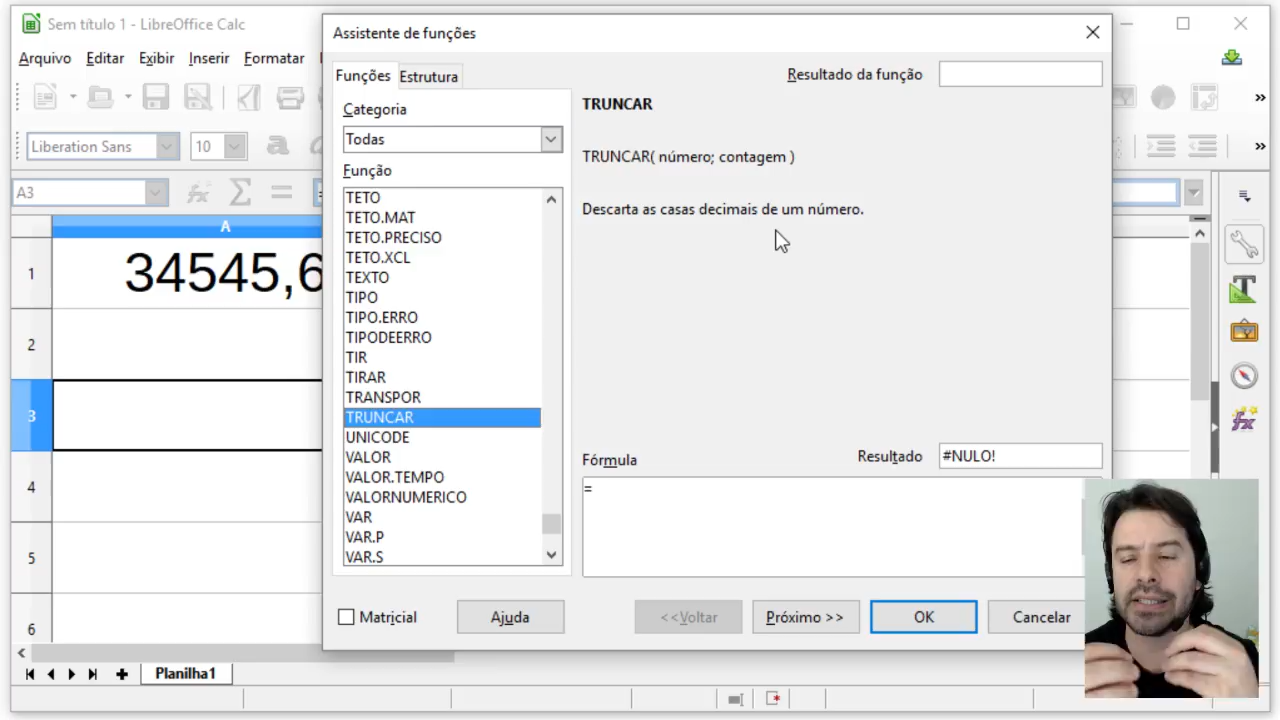 Sem título 1 - LibreOffice Calc
Arquivo Editar Exibir Inserir Formatar
Liberation Sans 10
A3
A
1 34545,6
2
3
4
5
6
Planilha1
Assistente de funções
Funções Estrutura
Categoria
Todas
Função
TETO
TETO.MAT
TETO.PRECISO
TETO.XCL
TEXTO
TIPO
TIPO.ERRO
TIPODEERRO
TIR
TIRAR
TRANSPOR
TRUNCAR
UNICODE
VALOR
VALOR.TEMPO
VALORNUMERICO
VAR
VAR.P
VAR.S
Resultado da função
TRUNCAR
TRUNCAR( número; contagem )
Descarta as casas decimais de um número.
Fórmula Resultado #NULO!
=
Matricial Ajuda <<Voltar Próximo >> OK Cancelar